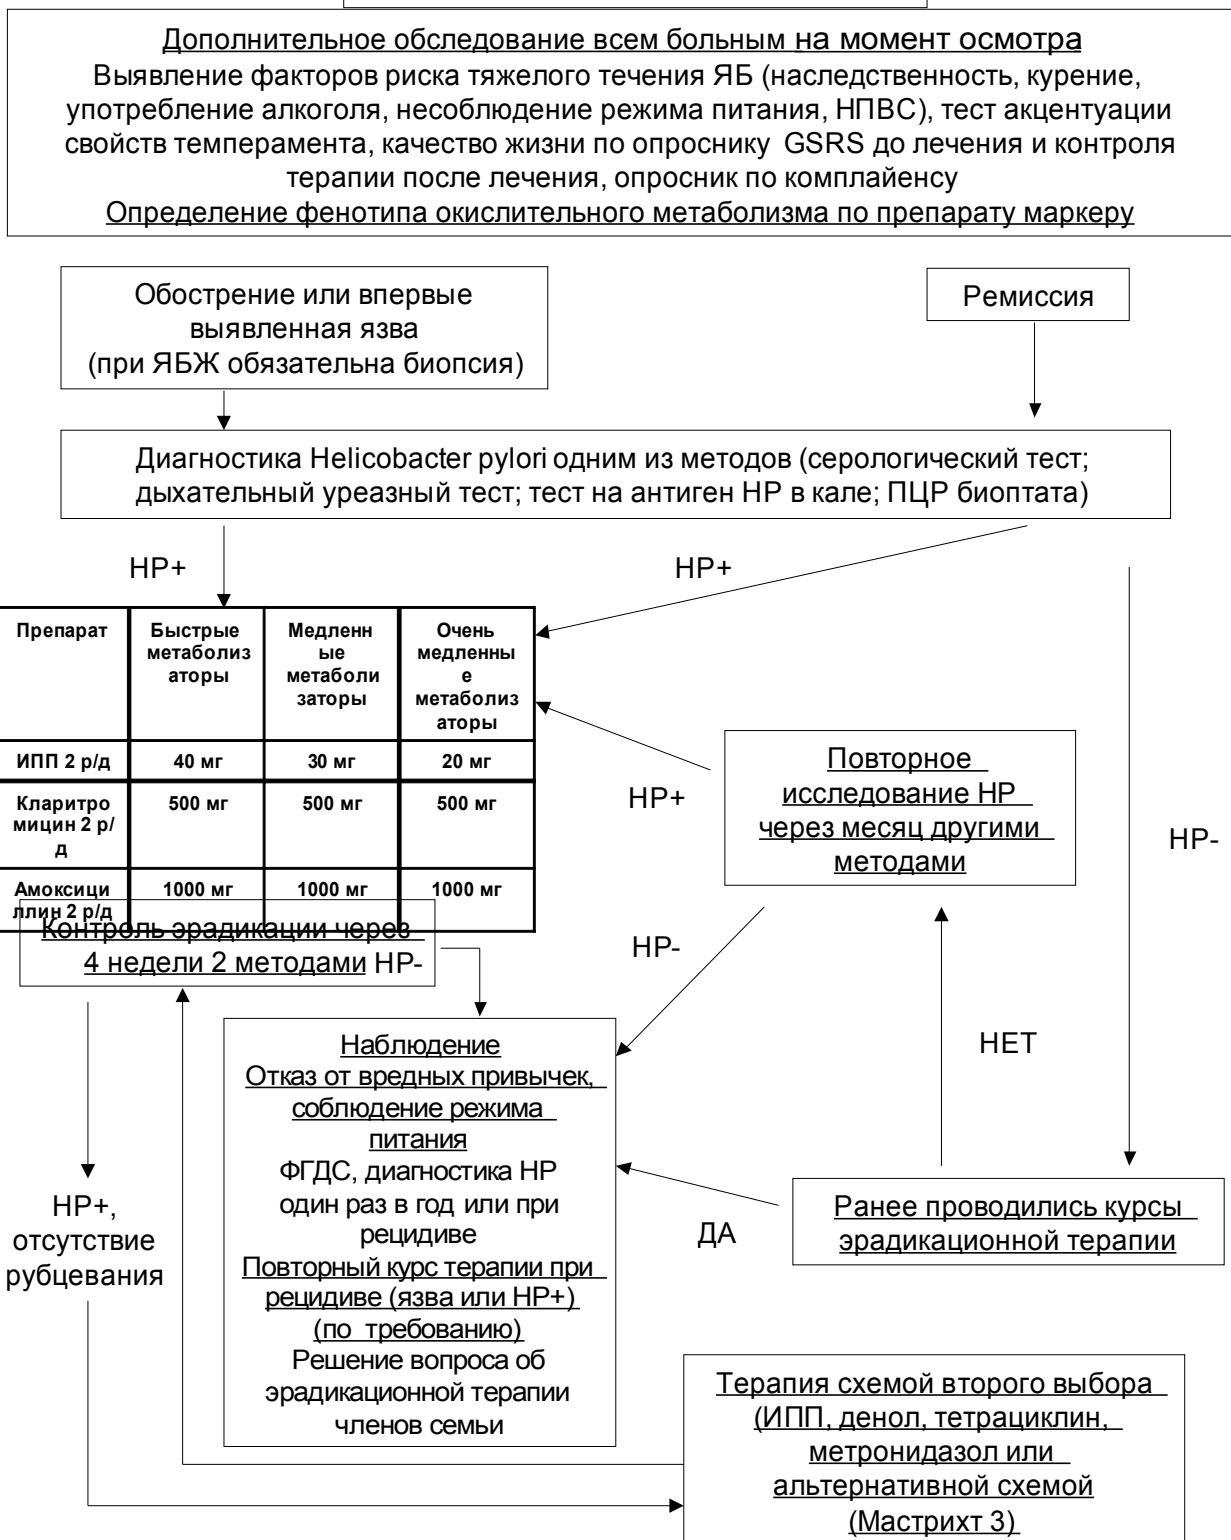 Дополнительное обследование всем больным на момент осмотра
Выявление факторов риска тяжелого течения ЯБ (наследственность, курение,
употребление алкоголя, несоблюдение режима питания, НПВС), тест акцентуации
свойств темперамента, качество жизни по опроснику GSRS до лечения и контроля
терапии после лечения, опросник по комплайенсу
Определение фенотипа окислительного метаболизма по препарату маркеру
Обострение или впервые
выявленная язва
(при ЯБЖ обязательна биопсия)
Ремиссия
Диагностика Helicobacter pylori одним из методов (серологический тест;
дыхательный уреазный тест; тест на антиген НР в кале; ПЦР биоптата)
НР+
НР+
НР-
Препарат
Быстрые
метаболиз
аторы
Медленн
ые
метаболи
заторы
Очень
медленны
е
метаболиз
аторы
ИПП 2 р/д
40 мг
30 мг
20 мг
Кларитро
мицин 2 р/
д
500 мг
500 мг
500 мг
Амоксици
ллин 2 р/д
1000 мг
1000 мг
1000 мг
НР+
Повторное
исследование НР
через месяц другими
методами
Контроль эрадикации через
4 недели 2 методами НР-
НР-
НЕТ
Наблюдение
Отказ от вредных привычек,
соблюдение режима
питания
ФГДС, диагностика НР
один раз в год или при
рецидиве
Повторный курс терапии при
рецидиве (язва или НР+)
(по требованию)
Решение вопроса об
эрадикационной терапии
членов семьи
ДА
Ранее проводились курсы
эрадикационной терапии
НР+,
отсутствие
рубцевания
Терапия схемой второго выбора
(ИПП, денол, тетрациклин,
метронидазол или
альтернативной схемой
(Мастрихт 3)